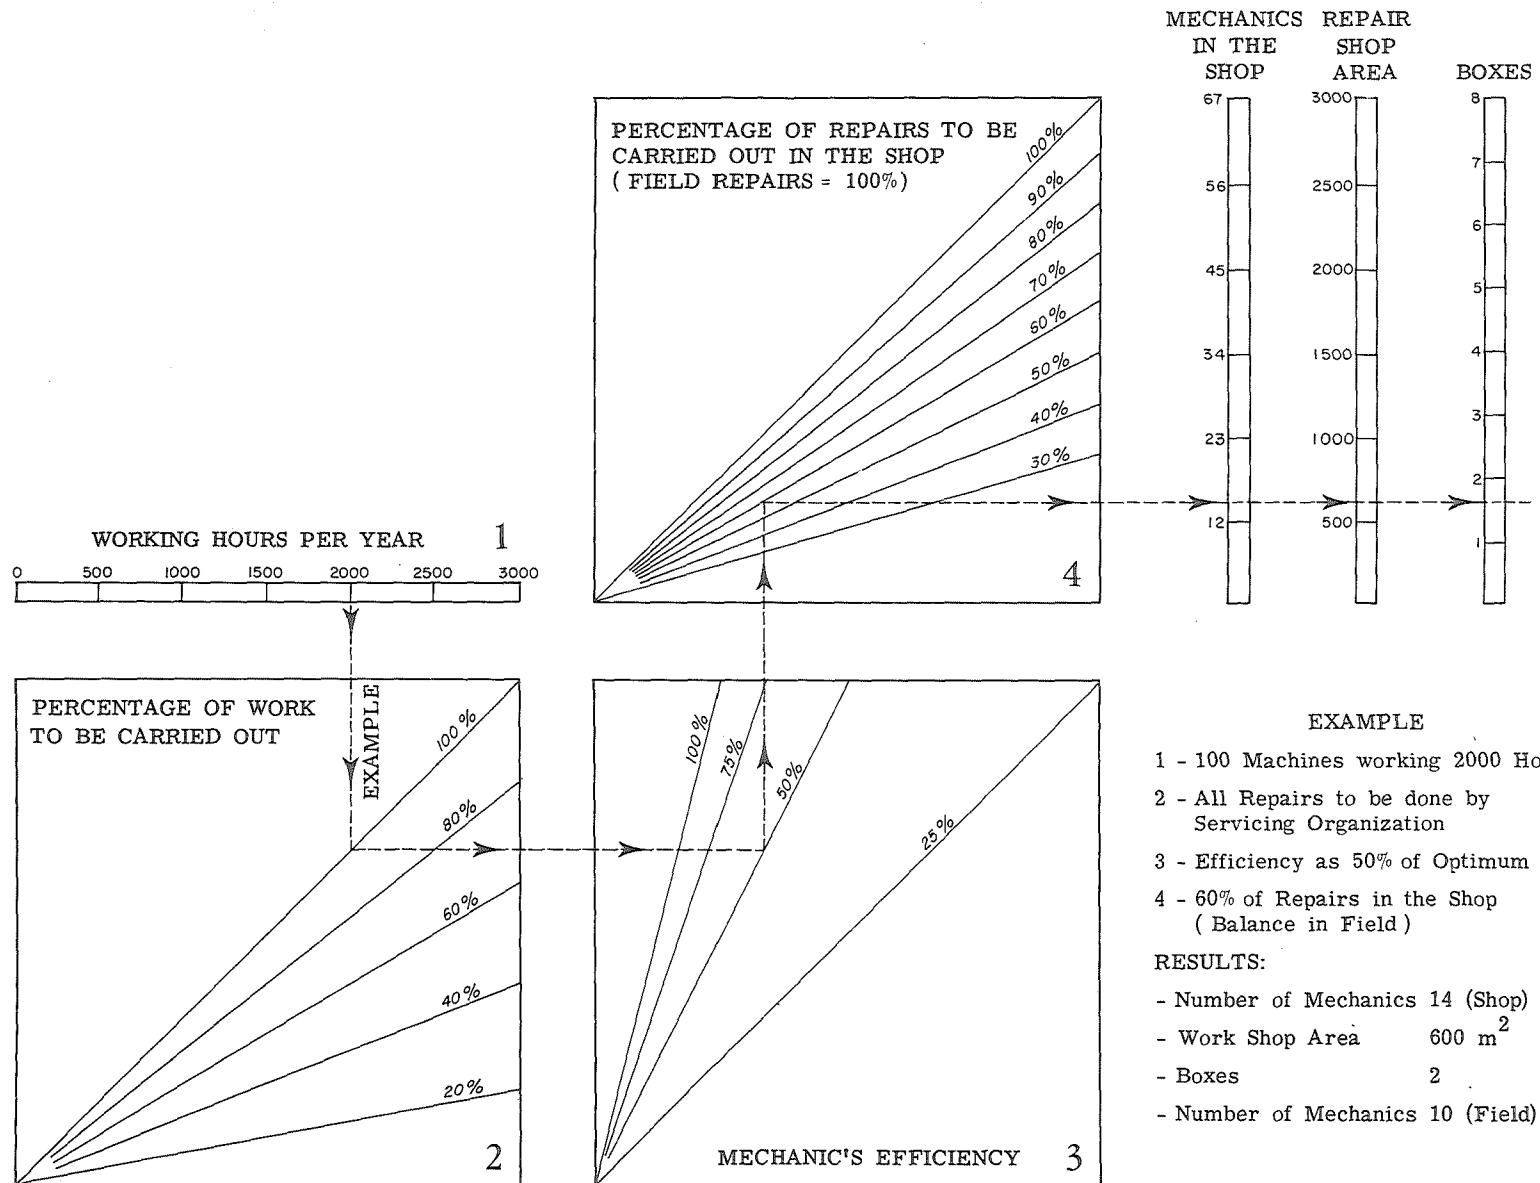 MECHANICS IN THE SHOP
REPAIR SHOP AREA
BOXES
67
56
45
34
23
12
3000
2500
2000
1500
1000
500
8
7
6
5
4
3
2
1
PERCENTAGE OF REPAIRS TO BE
CARRIED OUT IN THE SHOP
( FIELD REPAIRS = 100%)
100%
90%
80%
70%
60%
50%
40%
30%
4
WORKING HOURS PER YEAR 1
0 500 1000 1500 2000 2500 3000
PERCENTAGE OF WORK
TO BE CARRIED OUT
EXAMPLE
100%
80%
60%
40%
20%
2
100%
75%
50%
25%
MECHANIC'S EFFICIENCY 3
EXAMPLE
1 - 100 Machines working 2000 Ho
2 - All Repairs to be done by
Servicing Organization
3 - Efficiency as 50% of Optimum
4 - 60% of Repairs in the Shop
( Balance in Field )
RESULTS:
- Number of Mechanics 14 (Shop)
- Work Shop Area 600 m²
- Boxes 2
- Number of Mechanics 10 (Field)